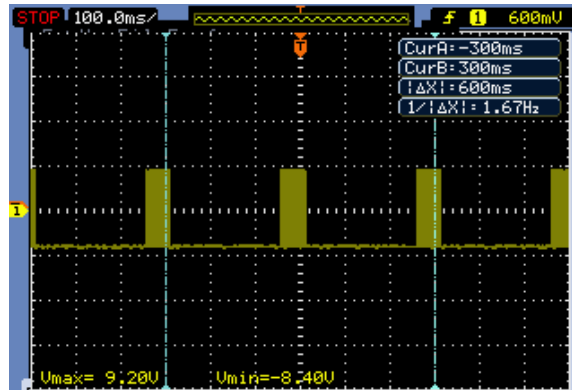 STOP 100.0ms/ T 1 600mV
CurA:-300ms
CurB:300ms
|ΔX|:600ms
1/|ΔX|:1.67Hz
T
1
Vmax= 9.20V Vmin=-8.40V